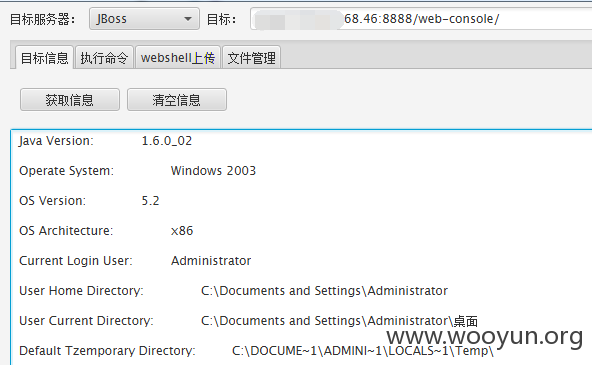 目标服务器： JBoss 目标： 68.46:8888/web-console/
目标信息 执行命令 webshell上传 文件管理
获取信息 清空信息
Java Version: 1.6.0_02
Operate System: Windows 2003
OS Version: 5.2
OS Architecture: x86
Current Login User: Administrator
User Home Directory: C:\Documents and Settings\Administrator
User Current Directory: C:\Documents and Settings\Administrator\桌面
www.wooyun.org
Default Tzemporary Directory: C:\DOCUME~1\ADMINI~1\LOCALS~1\Temp\